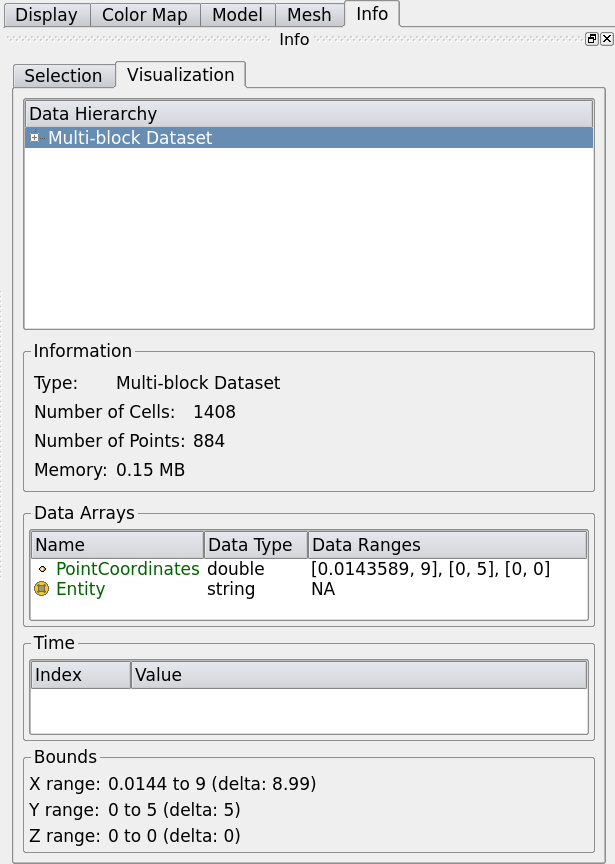 Display Color Map Model Mesh Info
Info
Selection Visualization
Data Hierarchy
Multi-block Dataset
Information
Type: Multi-block Dataset
Number of Cells: 1408
Number of Points: 884
Memory: 0.15 MB
Data Arrays
Name Data Type Data Ranges
PointCoordinates double [0.0143589, 9], [0, 5], [0, 0]
Entity string NA
Time
Index Value
Bounds
X range: 0.0144 to 9 (delta: 8.99)
Y range: 0 to 5 (delta: 5)
Z range: 0 to 0 (delta: 0)